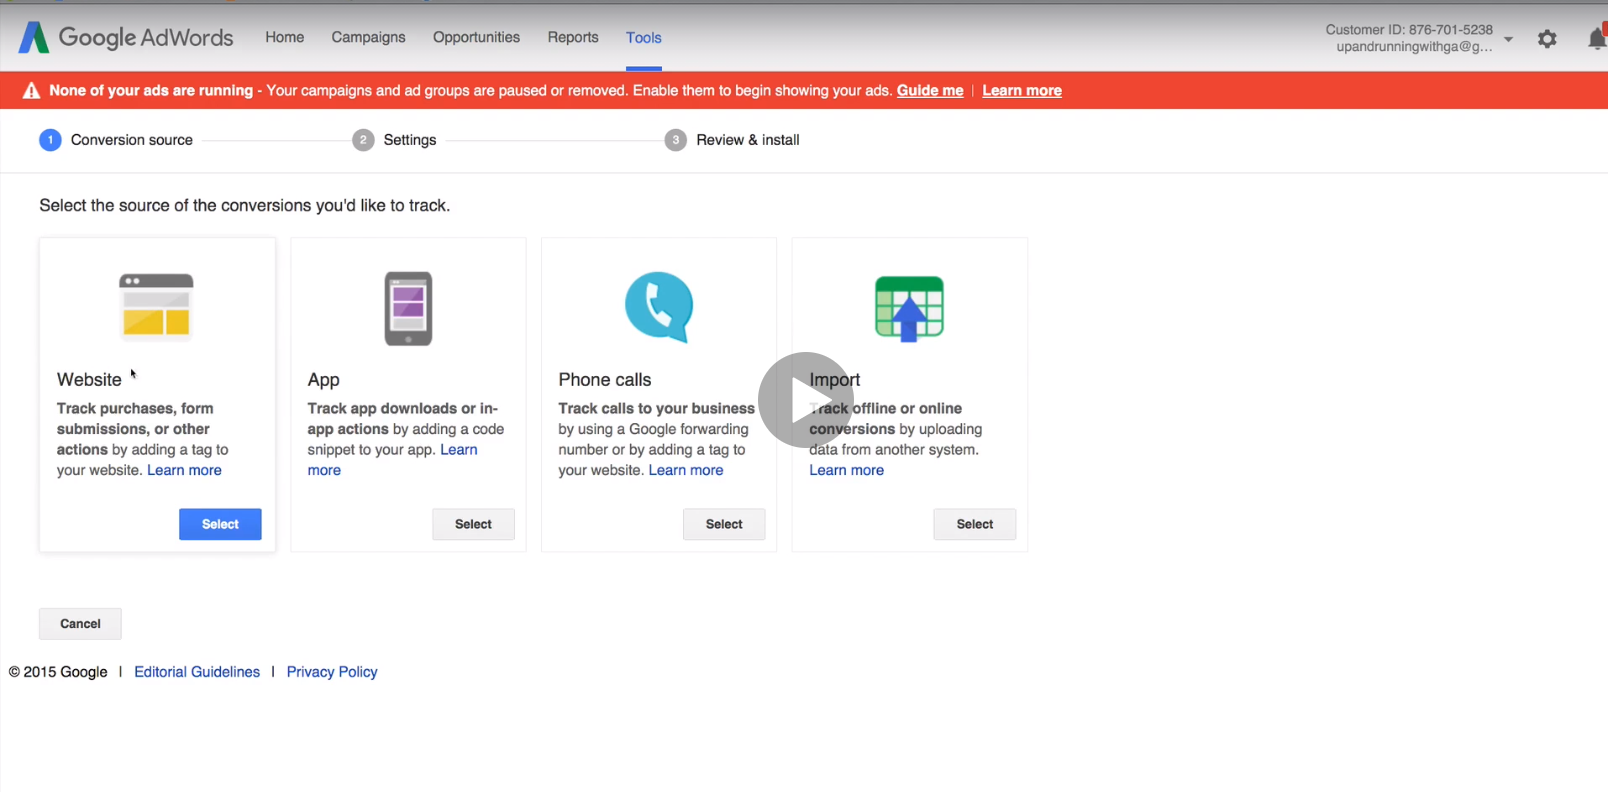 Google AdWords Home Campaigns Opportunities Reports Tools
Customer ID: 876-701-5238
upandrunningwithga@g...
None of your ads are running - Your campaigns and ad groups are paused or removed. Enable them to begin showing your ads. Guide me | Learn more
1 Conversion source 2 Settings 3 Review & install
Select the source of the conversions you'd like to track.
Website
Track purchases, form
submissions, or other
actions by adding a tag to
your website. Learn more
Select
App
Track app downloads or in-
app actions by adding a code
snippet to your app. Learn
more
Select
Phone calls
Track calls to your business
by using a Google forwarding
number or by adding a tag to
your website. Learn more
Select
Import
Track offline or online
conversions by uploading
data from another system.
Learn more
Select
Cancel
© 2015 Google | Editorial Guidelines | Privacy Policy